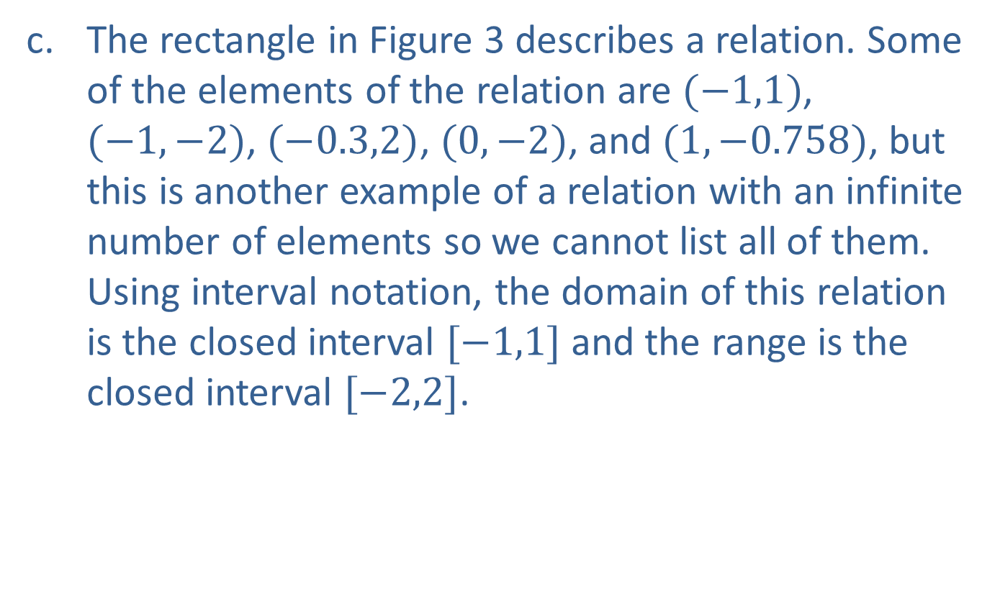 c. The rectangle in Figure 3 describes a relation. Some
of the elements of the relation are (−1,1),
(−1, −2), (−0.3,2), (0, −2), and (1, −0.758), but
this is another example of a relation with an infinite
number of elements so we cannot list all of them.
Using interval notation, the domain of this relation
is the closed interval [−1,1] and the range is the
closed interval [−2,2].